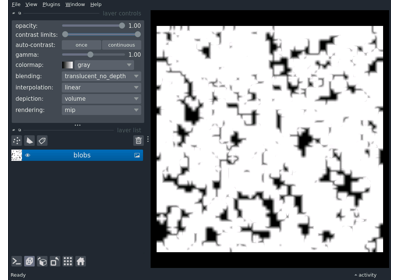 File View Plugins Window Help
layer controls
opacity: 1.00
contrast limits:
auto-contrast: once continuous
gamma: 1.00
colormap: gray
blending: translucent_no_depth
interpolation: linear
depiction: volume
rendering: mip
layer list
blobs
Ready activity